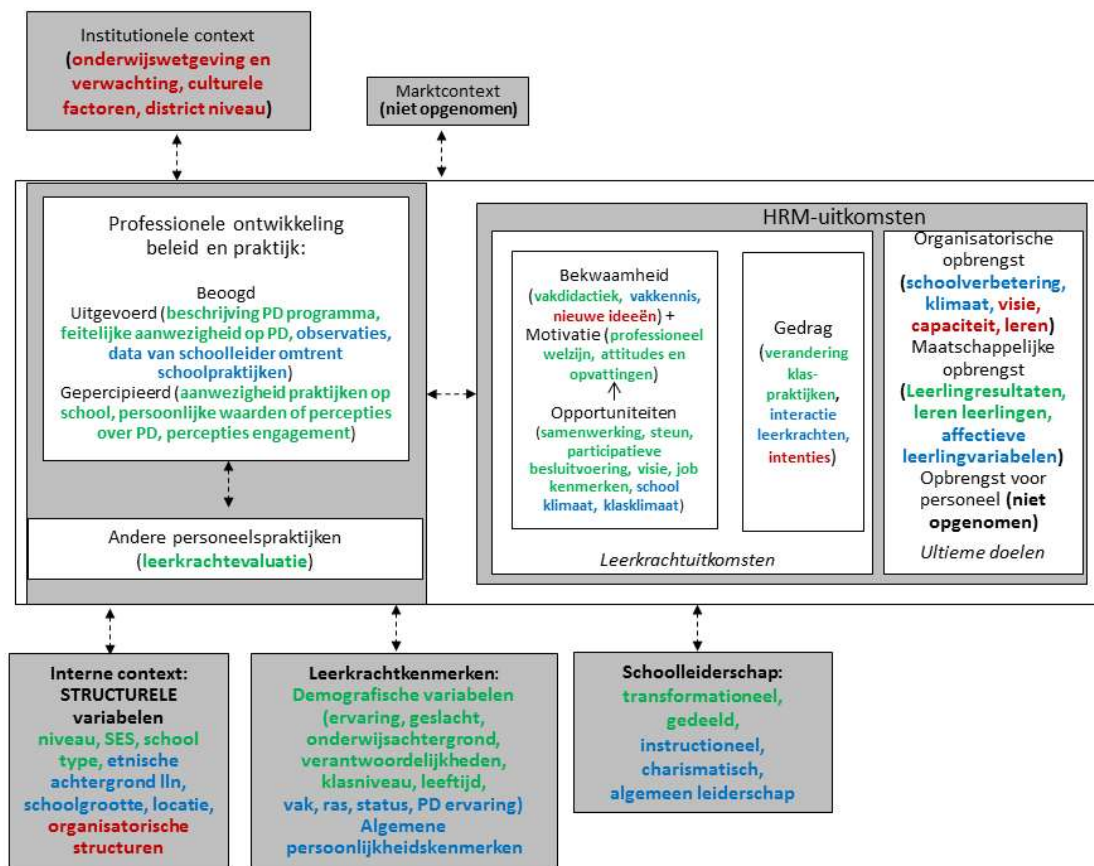 Institutionele context
(onderwijswetgeving en
verwachting, culturele
factoren, district niveau)
Marktcontext
(niet opgenomen)
Professionele ontwikkeling
beleid en praktijk:
Beoogd
Uitgevoerd (beschrijving PD programma,
feitelijke aanwezigheid op PD, observaties,
data van schoolleider omtrent
schoolpraktijken)
Gepercipieerd (aanwezigheid praktijken op
school, persoonlijke waarden of percepties
over PD, percepties engagement)
Andere personeelspraktijken
(leerkrachtevaluatie)
HRM-uitkomsten
Bekwaamheid
(vakdidactiek, vakkennis,
nieuwe ideeën) +
Motivatie (professioneel
welzijn, attitudes en
opvattingen)
Opportuniteiten
(samenwerking, steun,
participatieve
besluitvoering, visie, job
kenmerken, school
klimaat, klasklimaat)
Gedrag
(verandering
klas-
praktijken,
interactie
leerkrachten,
intenties)
Leerkrachtuitkomsten
Organisatorische
opbrengst
(schoolverbetering,
klimaat, visie,
capaciteit, leren)
Maatschappelijke
opbrengst
(Leerlingresultaten,
leren leerlingen,
affectieve
leerlingvariabelen)
Opbrengst voor
personeel (niet
opgenomen)
Ultieme doelen
Interne context:
STRUCTURELE
variabelen
niveau, SES, school
type, etnische
achtergrond lln,
schoolgrootte, locatie,
organisatorische
structuren
Leerkrachtkenmerken:
Demografische variabelen
(ervaring, geslacht,
onderwijsachtergrond,
verantwoordelijkheden,
klasniveau, leeftijd,
vak, ras, status, PD ervaring)
Algemene
persoonlijkheidskenmerken
Schoolleiderschap:
transformationeel,
gedeeld,
instructioneel,
charismatisch,
algemeen leiderschap